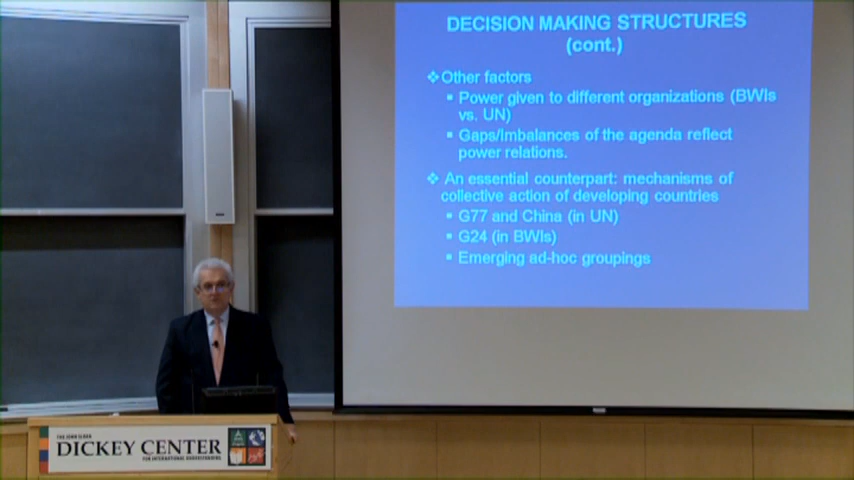 DECISION MAKING STRUCTURES
(cont.)
❖Other factors
▪ Power given to different organizations (BWIs
vs. UN)
▪ Gaps/Imbalances of the agenda reflect
power relations.
❖ An essential counterpart: mechanisms of
collective action of developing countries
▪ G77 and China (in UN)
▪ G24 (in BWIs)
▪ Emerging ad-hoc groupings
THE JOHN SLOAN
DICKEY CENTER
FOR INTERNATIONAL UNDERSTANDING